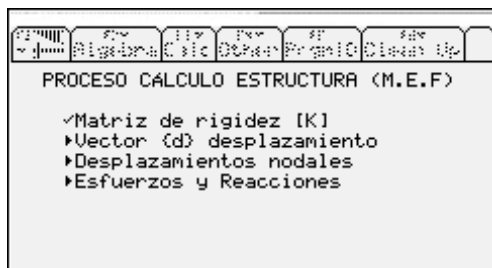 Algebra Calc Other PrgmIO Clean Up
PROCESO CALCULO ESTRUCTURA (M.E.F)
✓Matriz de rigidez [K]
▶Vector {d} desplazamiento
▶Desplazamientos nodales
▶Esfuerzos y Reacciones